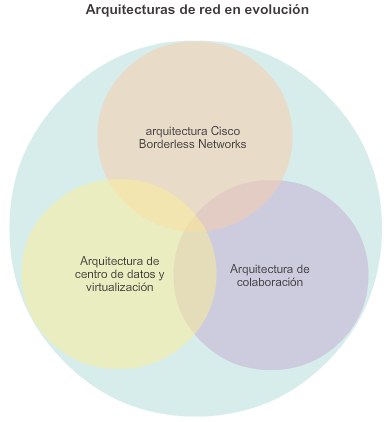 Arquitecturas de red en evolución
arquitectura Cisco
Borderless Networks
Arquitectura de
centro de datos y
virtualización
Arquitectura de
colaboración